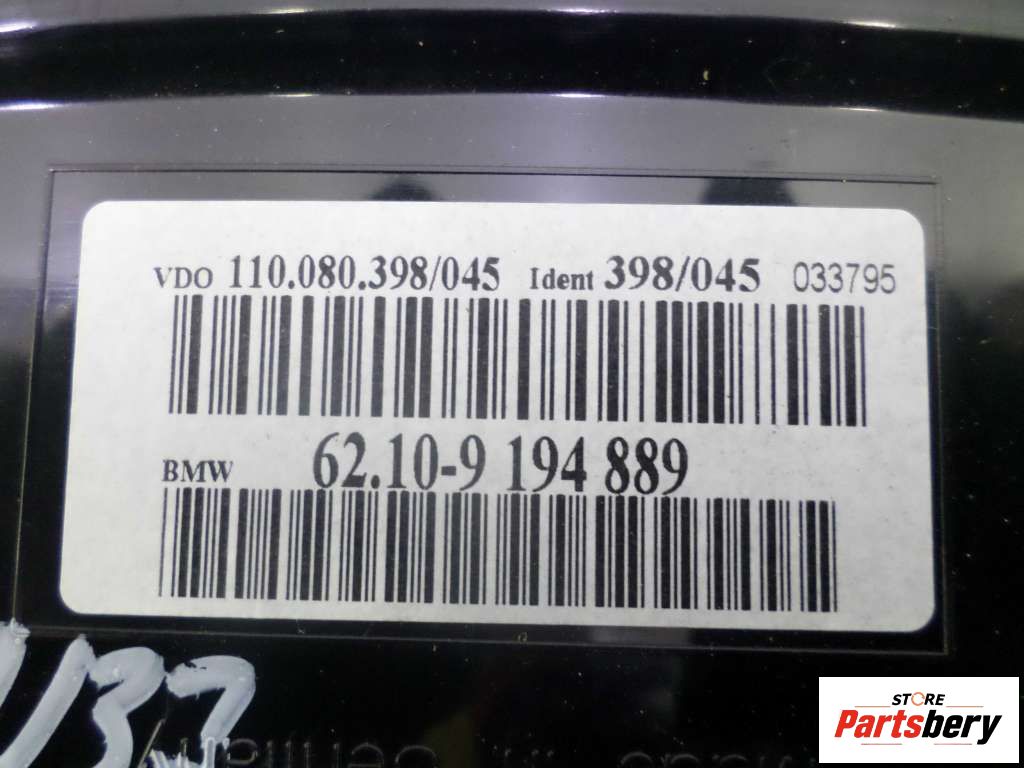 VDO 110.080.398/045 Ident 398/045 033795
BMW 62.10-9 194 889
STORE
Partsbery